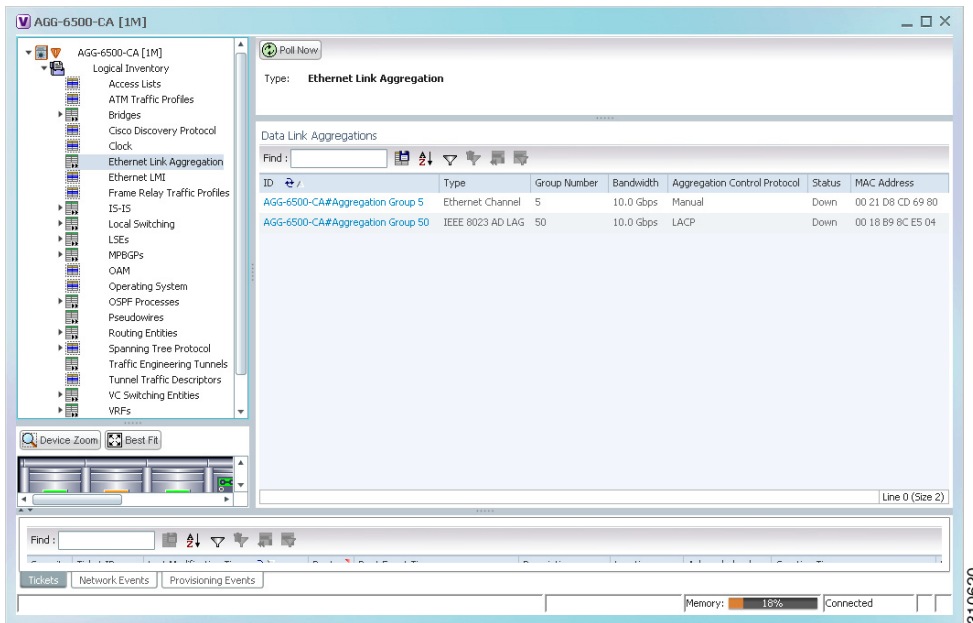 AGG-6500-CA [1M]
AGG-6500-CA [1M]
Logical Inventory
Access Lists
ATM Traffic Profiles
Bridges
Cisco Discovery Protocol
Clock
Ethernet Link Aggregation
Ethernet LMI
Frame Relay Traffic Profiles
IS-IS
Local Switching
LSEs
MPBGPs
OAM
Operating System
OSPF Processes
Pseudowires
Routing Entities
Spanning Tree Protocol
Traffic Engineering Tunnels
Tunnel Traffic Descriptors
VC Switching Entities
VRFs
Device Zoom Best Fit
Poll Now
Type: Ethernet Link Aggregation
Data Link Aggregations
Find :
ID Type Group Number Bandwidth Aggregation Control Protocol Status MAC Address
AGG-6500-CA#Aggregation Group 5 Ethernet Channel 5 10.0 Gbps Manual Down 00 21 D8 CD 69 80
AGG-6500-CA#Aggregation Group 50 IEEE 8023 AD LAG 50 10.0 Gbps LACP Down 00 18 B9 8C E5 04
Line 0 (Size 2)
Find :
Tickets Network Events Provisioning Events
Memory: 18% Connected